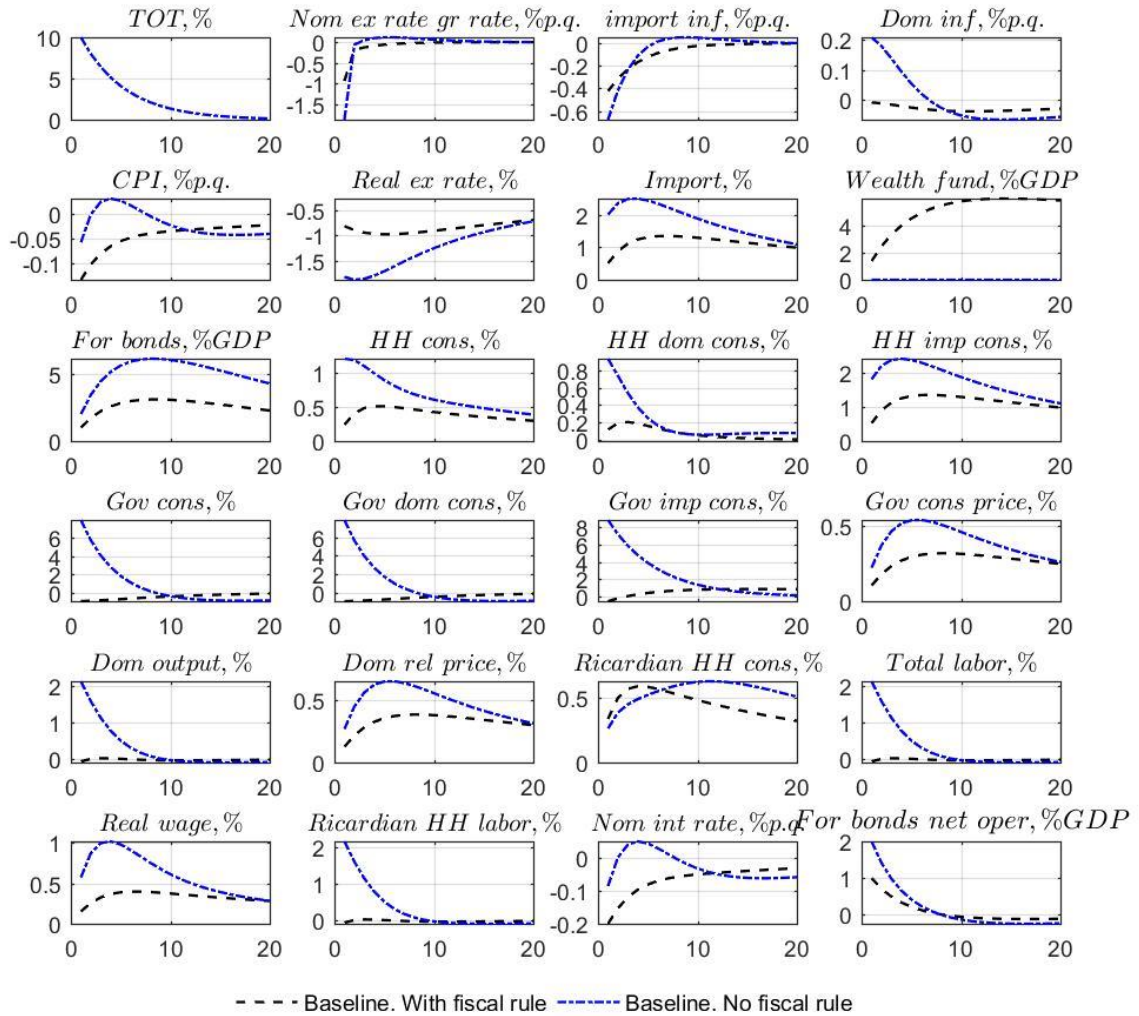 TOT, %
Nom ex rate gr rate, %p.q.
import inf, %p.q.
Dom inf, %p.q.
10
5
0
0 10 20
0
-0.5
-1
-1.5
0 10 20
0
-0.2
-0.4
-0.6
0 10 20
0.2
0.1
0
0 10 20
CPI, %p.q.
Real ex rate, %
Import, %
Wealth fund, %GDP
0
-0.05
-0.1
0 10 20
-0.5
-1
-1.5
0 10 20
2
1
0
0 10 20
6
4
2
0
0 10 20
For bonds, %GDP
HH cons, %
HH dom cons, %
HH imp cons, %
5
0
0 10 20
1
0.5
0
0 10 20
0.8
0.6
0.4
0.2
0
0 10 20
2
1
0
0 10 20
Gov cons, %
Gov dom cons, %
Gov imp cons, %
Gov cons price, %
6
4
2
0
0 10 20
6
4
2
0
0 10 20
8
6
4
2
0
0 10 20
0.5
0
0 10 20
Dom output, %
Dom rel price, %
Ricardian HH cons, %
Total labor, %
2
1
0
0 10 20
0.5
0
0 10 20
0.5
0
0 10 20
2
1
0
0 10 20
Real wage, %
Ricardian HH labor, %
Nom int rate, %p.q.
For bonds net oper, %GDP
1
0.5
0
0 10 20
2
1
0
0 10 20
0
-0.1
-0.2
0 10 20
2
1
0
0 10 20
Baseline. With fiscal rule
Baseline. No fiscal rule